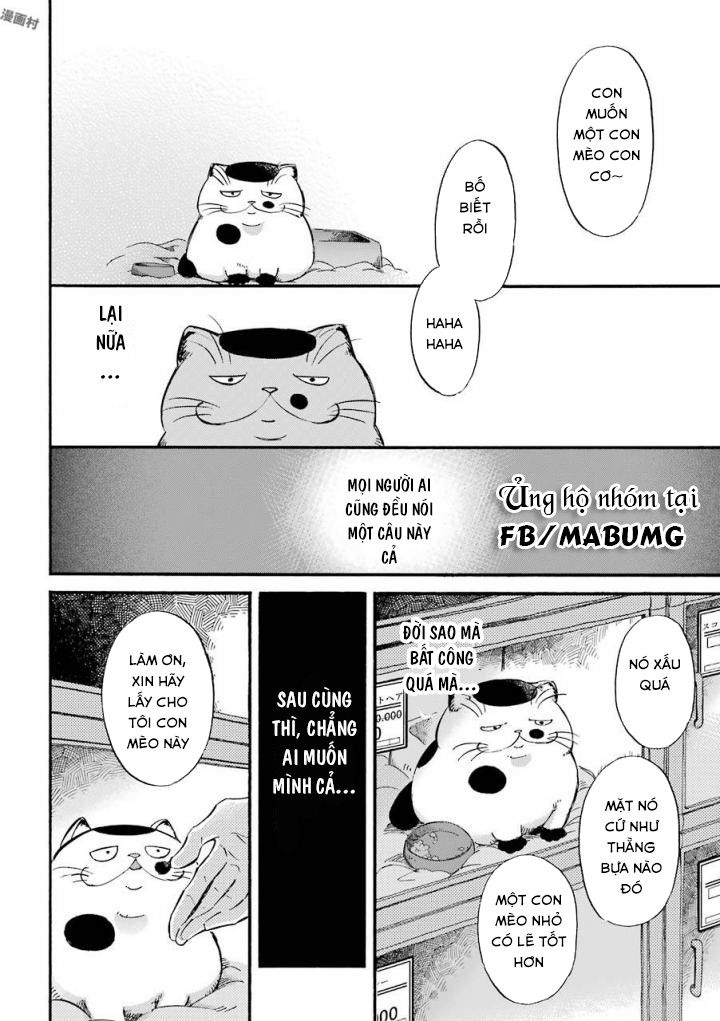 漫画村
CON
MUỐN
MỘT CON
MÈO CON
CƠ~
BỐ
BIẾT
RỒI
HAHA
HAHA
LẠI
NỮA
...
MỌI NGƯỜI AI
CŨNG ĐỀU NÓI
MỘT CÂU NÀY
CẢ
Ủng hộ nhóm tại
FB/MABUMG
NÓ XẤU
QUÁ
ĐỜI SAO MÀ
BẤT CÔNG
QUÁ MÀ...
MẶT NÓ
CỨ NHƯ
THẰNG
BỰA NÀO
ĐÓ
MỘT CON
MÈO NHỎ
CÓ LẼ TỐT
HƠN
SAU CÙNG
THÌ, CHẲNG
AI MUỐN
MÌNH CẢ...
LÀM ƠN,
XIN HÃY
LẤY CHO
TÔI CON
MÈO NÀY